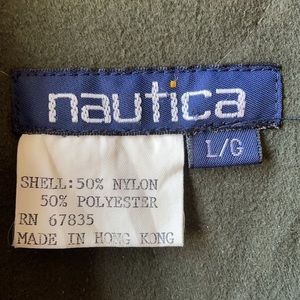 nautica
L/G
SHELL:50% NYLON
50% POLYESTER
RN 67835
MADE IN HONG KONG